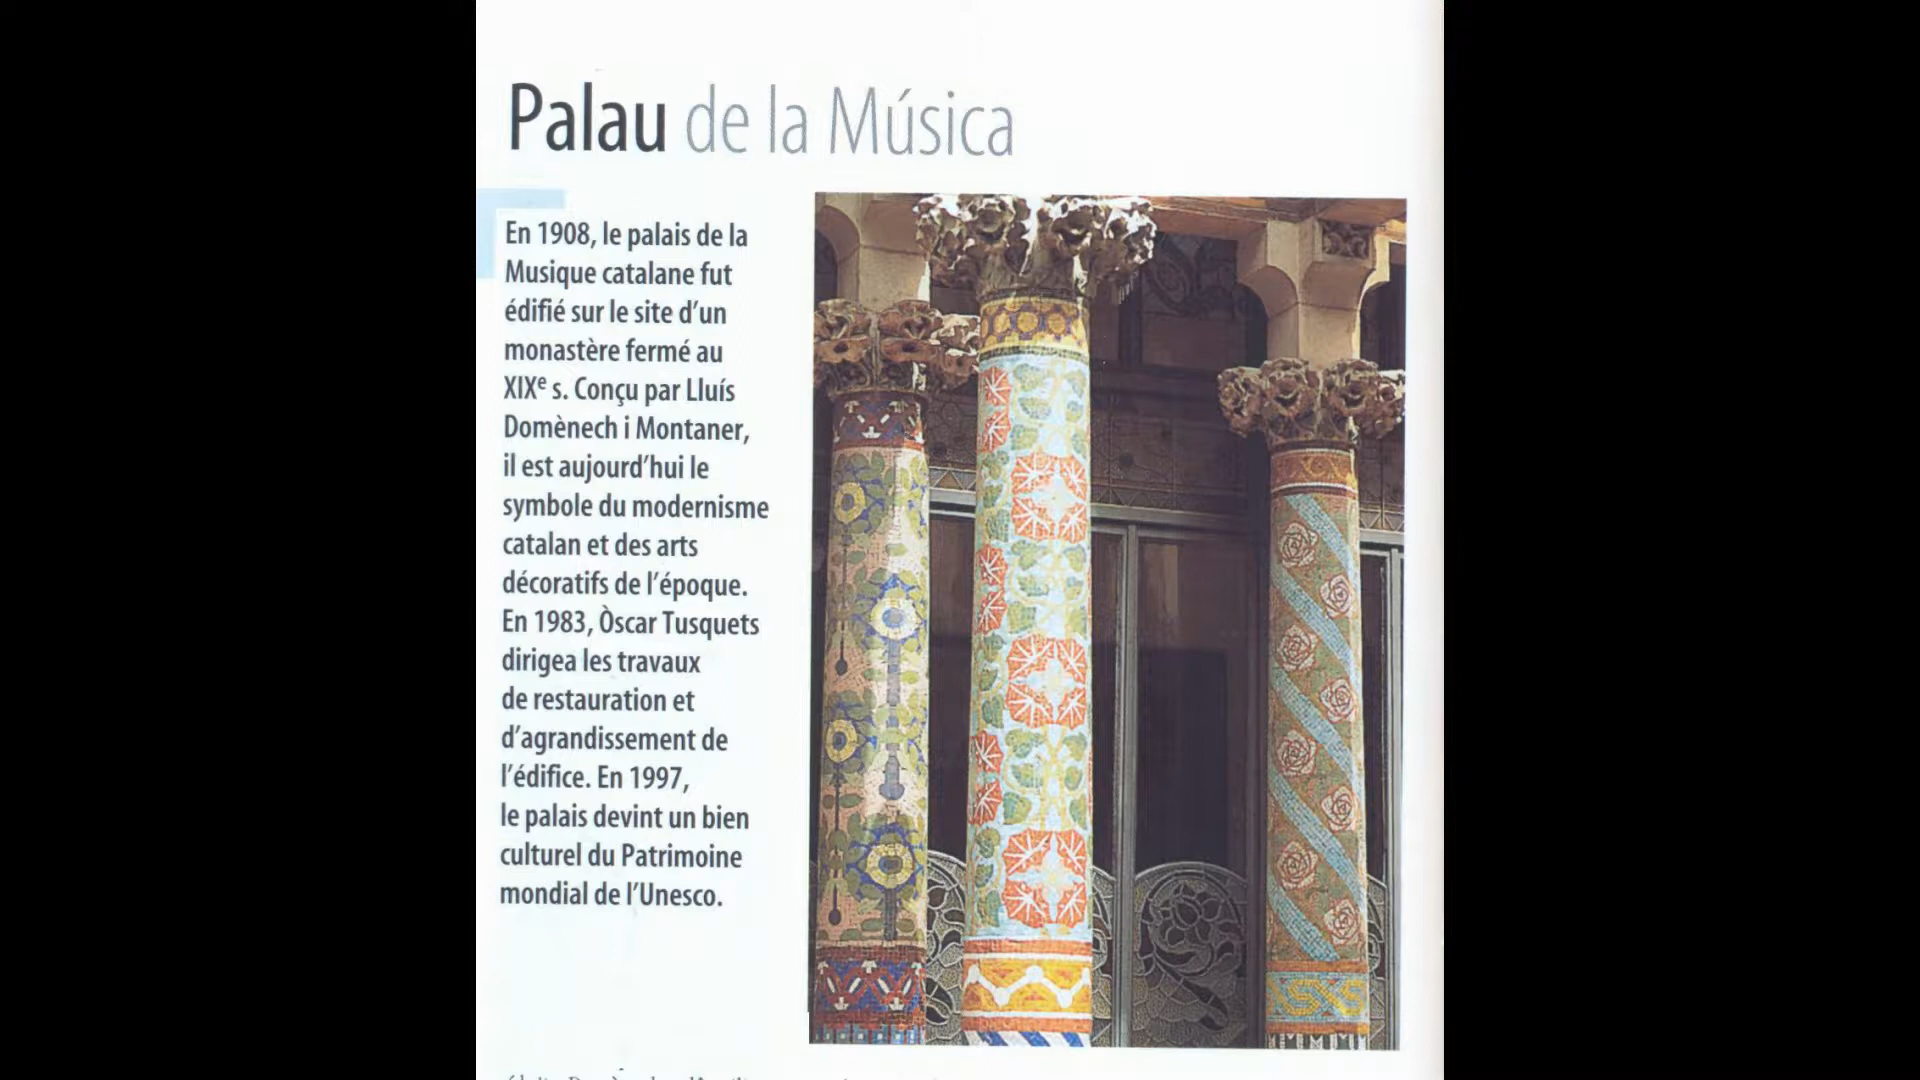 Palau de la Música
En 1908, le palais de la
Musique catalane fut
édifié sur le site d'un
monastère fermé au
XIXᵉ s. Conçu par Lluís
Domènech i Montaner,
il est aujourd'hui le
symbole du modernisme
catalan et des arts
décoratifs de l'époque.
En 1983, Òscar Tusquets
dirigea les travaux
de restauration et
d'agrandissement de
l'édifice. En 1997,
le palais devint un bien
culturel du Patrimoine
mondial de l'Unesco.